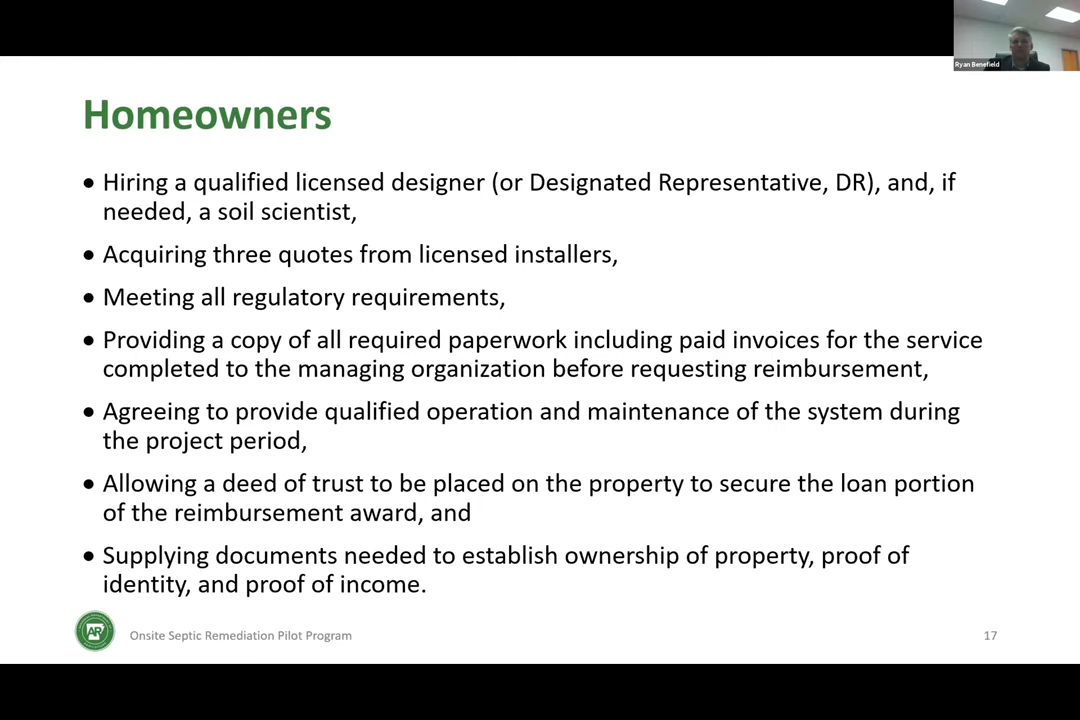 Ryan Benefield
Homeowners
• Hiring a qualified licensed designer (or Designated Representative, DR), and, if
needed, a soil scientist,
• Acquiring three quotes from licensed installers,
• Meeting all regulatory requirements,
• Providing a copy of all required paperwork including paid invoices for the service
completed to the managing organization before requesting reimbursement,
• Agreeing to provide qualified operation and maintenance of the system during
the project period,
• Allowing a deed of trust to be placed on the property to secure the loan portion
of the reimbursement award, and
• Supplying documents needed to establish ownership of property, proof of
identity, and proof of income.
AR
Onsite Septic Remediation Pilot Program
17